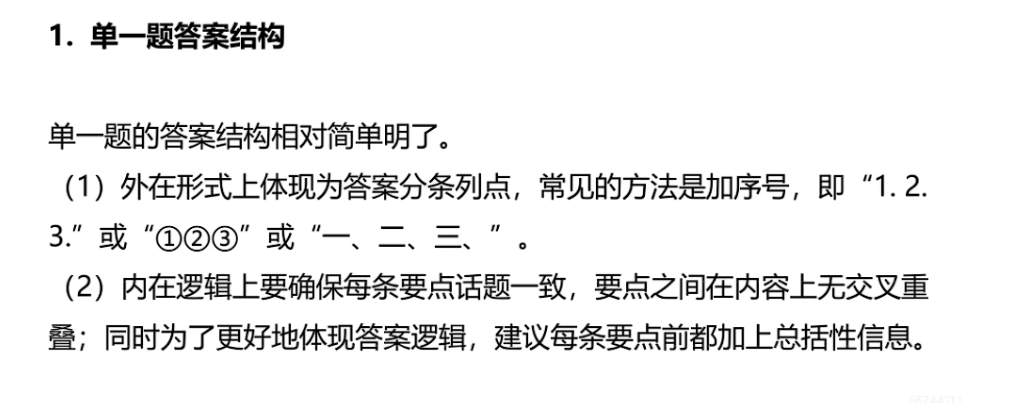 1. 单一题答案结构
单一题的答案结构相对简单明了。
（1）外在形式上体现为答案分条列点，常见的方法是加序号，即“1. 2.
3.”或“①②③”或“一、二、三、”。
（2）内在逻辑上要确保每条要点话题一致，要点之间在内容上无交叉重
叠；同时为了更好地体现答案逻辑，建议每条要点前都加上总括性信息。